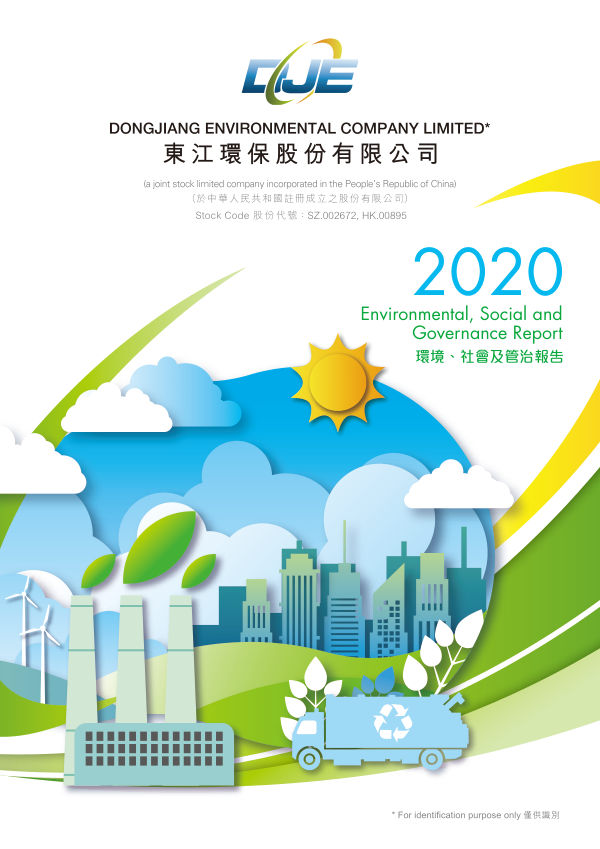 DJE
DONGJIANG ENVIRONMENTAL COMPANY LIMITED*
東江環保股份有限公司
(a joint stock limited company incorporated in the People's Republic of China)
(於中華人民共和國註冊成立之股份有限公司)
Stock Code 股份代號：SZ.002672, HK.00895
2020
Environmental, Social and
Governance Report
環境、社會及管治報告
* For identification purpose only 僅供識別